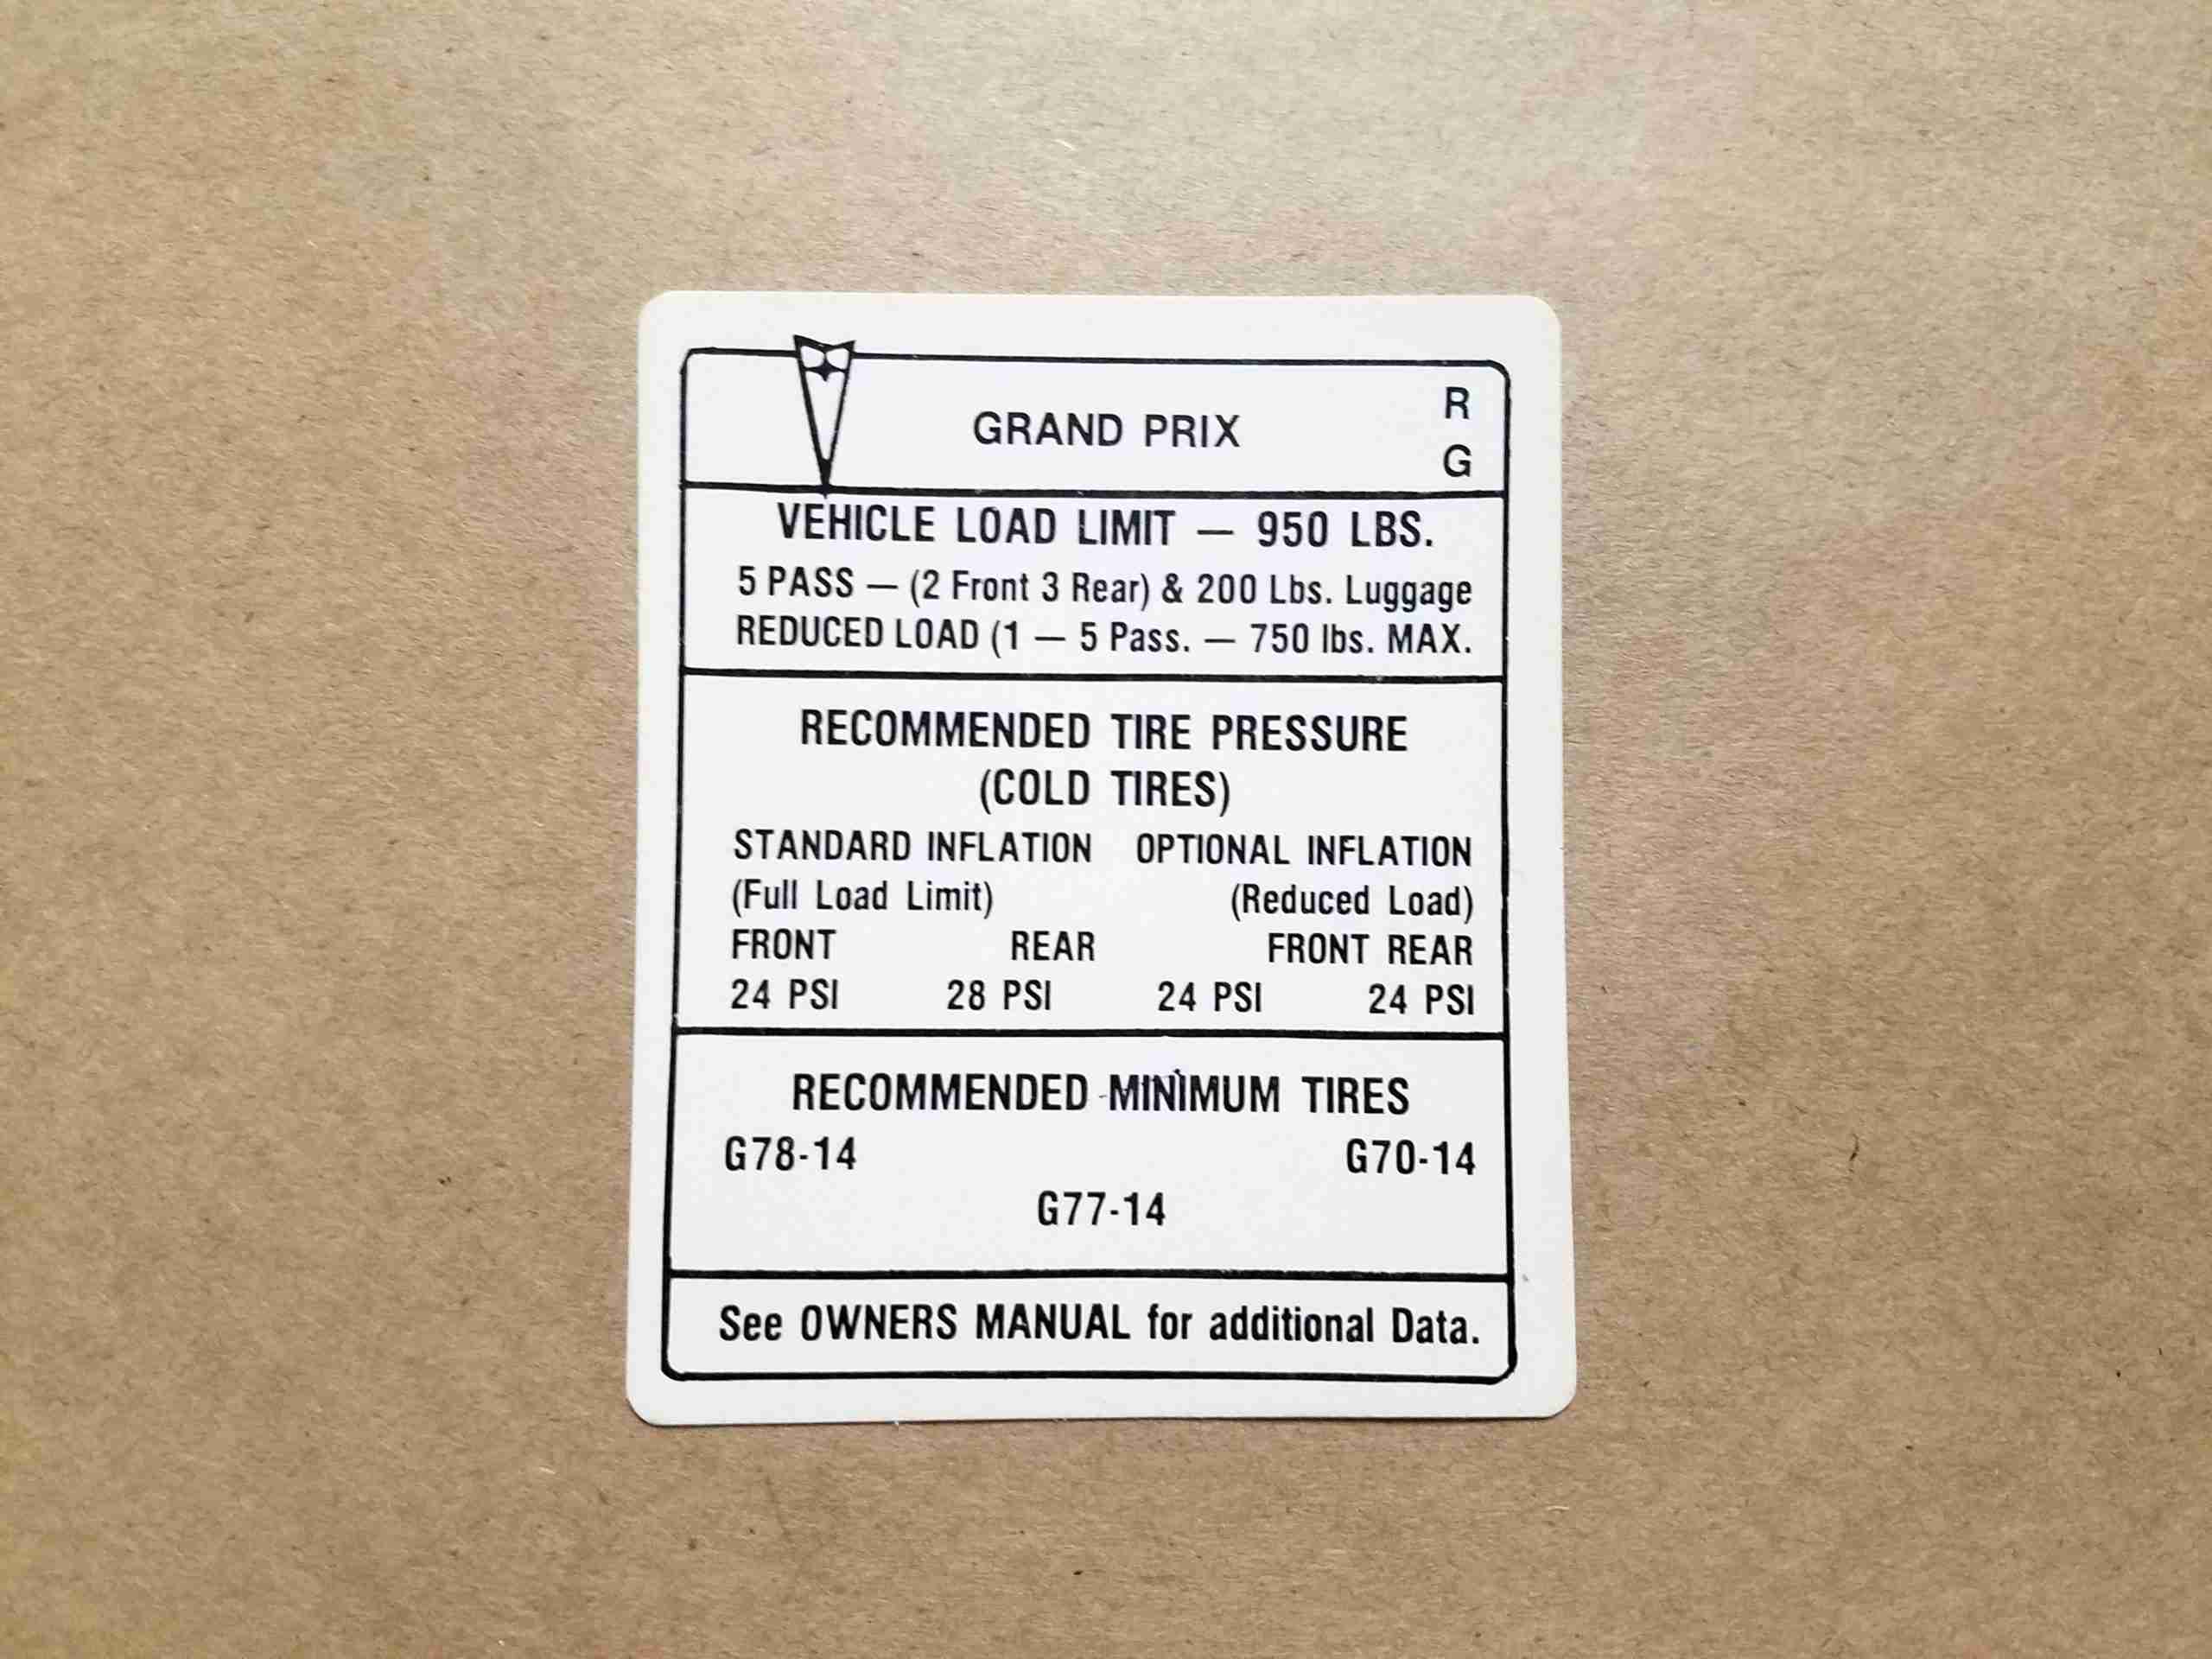 GRAND PRIX
R
G
VEHICLE LOAD LIMIT — 950 LBS.
5 PASS — (2 Front 3 Rear) & 200 Lbs. Luggage
REDUCED LOAD (1 — 5 Pass. — 750 lbs. MAX.
RECOMMENDED TIRE PRESSURE
(COLD TIRES)
STANDARD INFLATION OPTIONAL INFLATION
(Full Load Limit) (Reduced Load)
FRONT REAR FRONT REAR
24 PSI 28 PSI 24 PSI 24 PSI
RECOMMENDED MINIMUM TIRES
G78-14 G70-14
G77-14
See OWNERS MANUAL for additional Data.